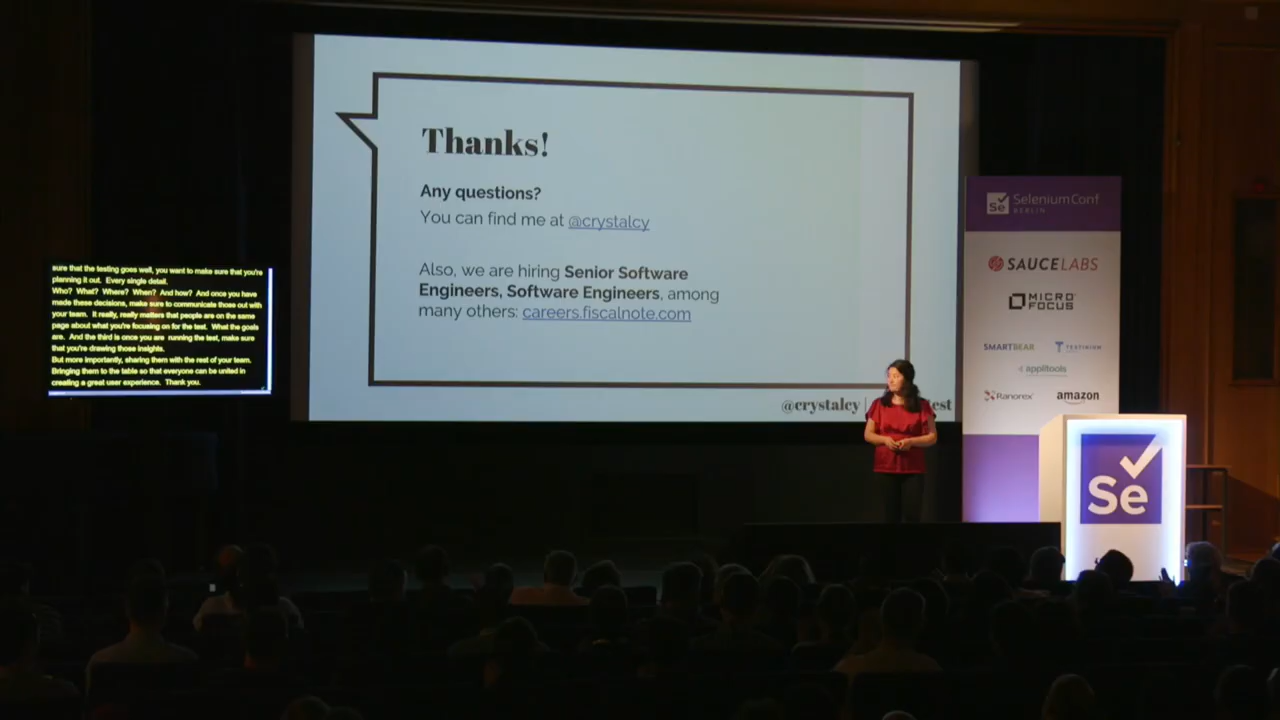 Thanks!
Any questions?
You can find me at @crystalcy
Also, we are hiring Senior Software
Engineers, Software Engineers, among
many others: careers.fiscalnote.com
@crystalcy |
est
sure that the testing goes well, you want to make sure that you're
planning it out. Every single detail.
Who? What? Where? When? And how? And once you have
made these decisions, make sure to communicate those out with
your team. It really, really matters that people are on the same
page about what you're focusing on for the test. What the goals
are. And the third is once you are running the test, make sure
that you're drawing those insights.
But more importantly, sharing them with the rest of your team.
Bringing them to the table so that everyone can be united in
creating a great user experience. Thank you.
Se SeleniumConf
BERLIN
SAUCELABS
MICRO
FOCUS
SMARTBEAR
TESTINIUM
applitools
Ranorex
amazon
Se